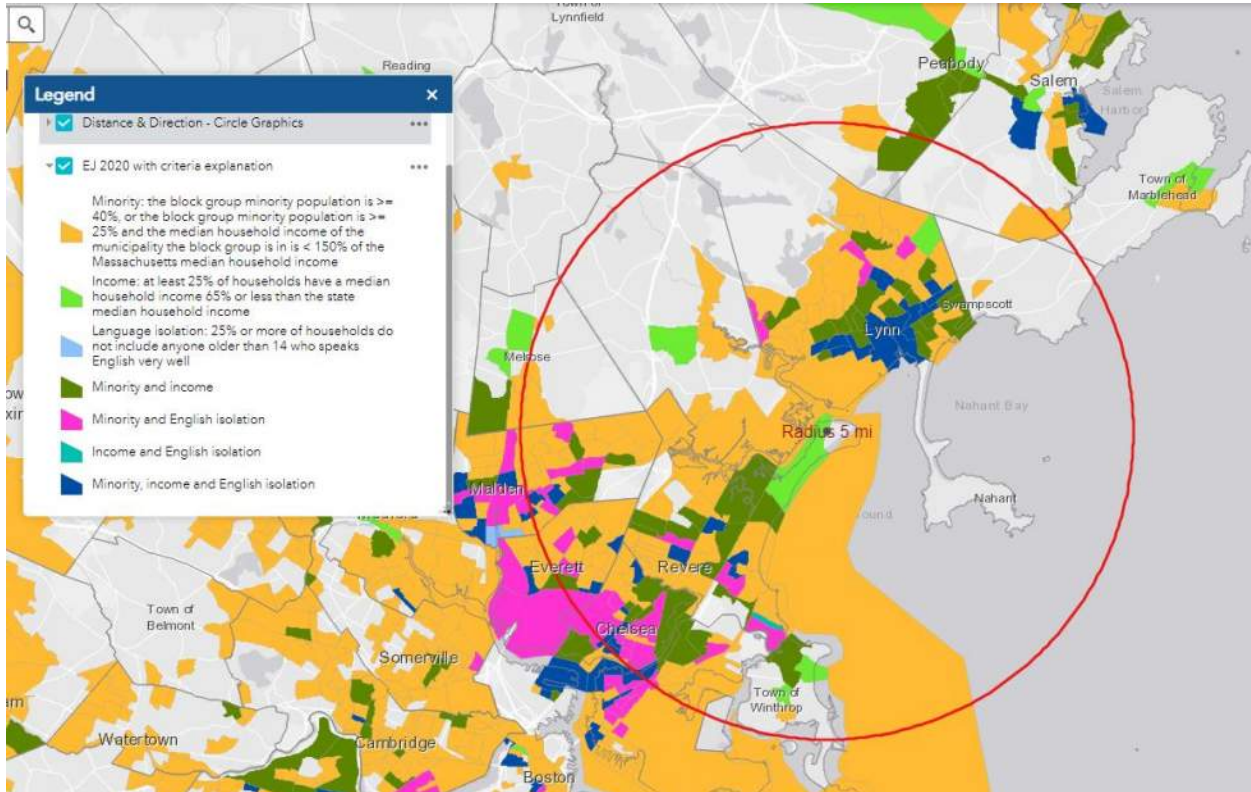 Town of
Lynnfield
Reading
Peabody
Salem
Salem
Harbor
Legend ×
Distance & Direction - Circle Graphics •••
EJ 2020 with criteria explanation •••
Minority: the block group minority population is >=
40%, or the block group minority population is >=
25% and the median household income of the
municipality the block group is in is < 150% of the
Massachusetts median household income
Income: at least 25% of households have a median
household income 65% or less than the state
median household income
Language isolation: 25% or more of households do
not include anyone older than 14 who speaks
English very well
Minority and income
Minority and English isolation
Income and English isolation
Minority, income and English isolation
Town of
Marblehead
Swampscott
Lynn
Melrose
Nahant Bay
Radius 5 mi
Malden
Nahant
ound
Everett
Revere
Town of
Belmont
Chelsea
Somerville
Town of
Winthrop
Watertown
Cambridge
Boston